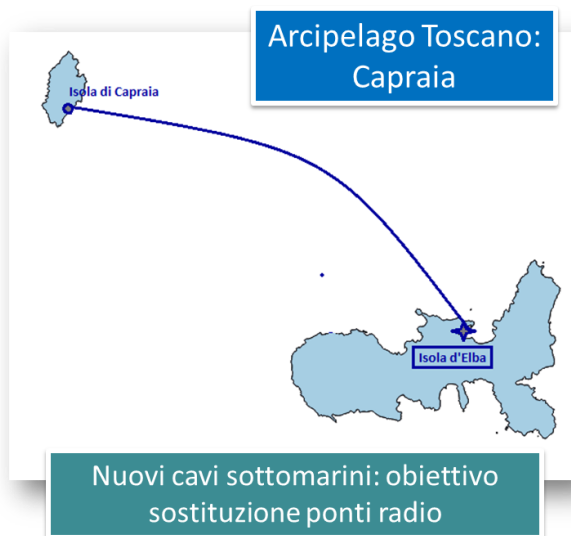 Arcipelago Toscano:
Capraia
Isola di Capraia
Isola d'Elba
Nuovi cavi sottomarini: obiettivo
sostituzione ponti radio